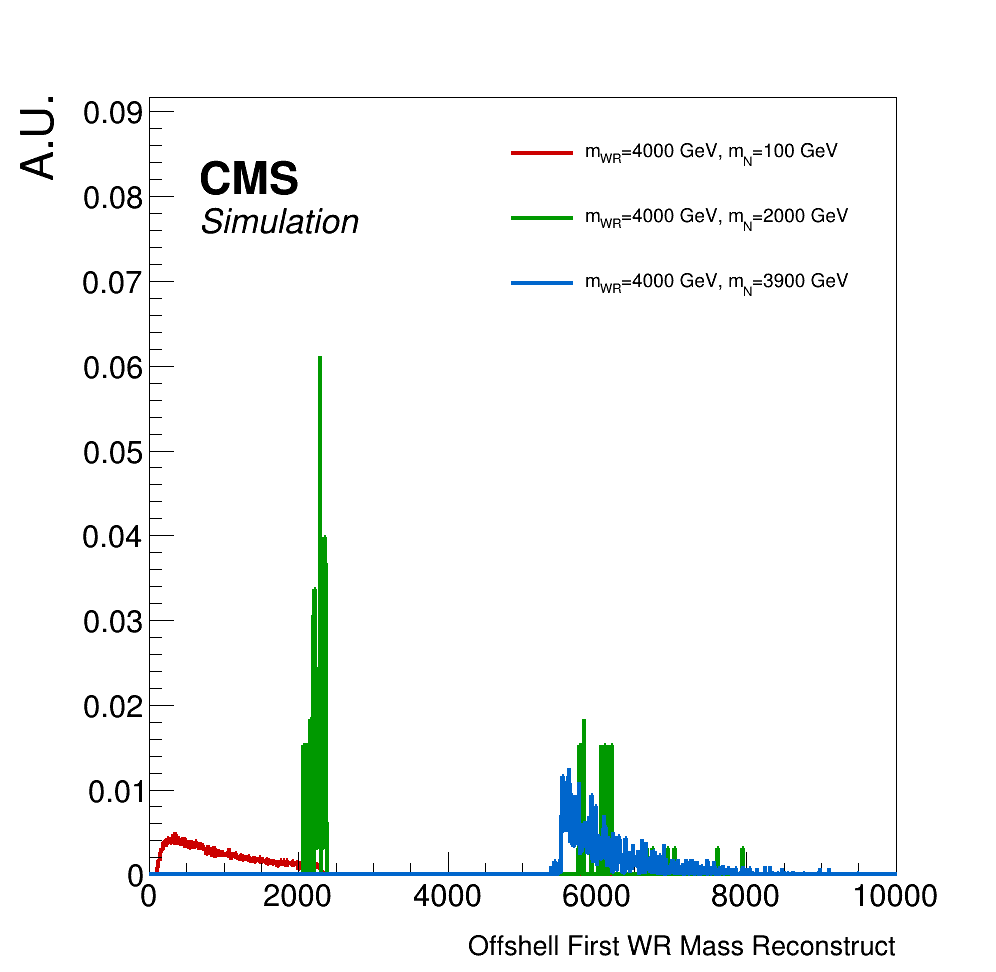 A.U.
0.09
0.08
0.07
0.06
0.05
0.04
0.03
0.02
0.01
0
CMS
Simulation
mWR=4000 GeV, mN=100 GeV
mWR=4000 GeV, mN=2000 GeV
mWR=4000 GeV, mN=3900 GeV
0 2000 4000 6000 8000 10000
Offshell First WR Mass Reconstruct